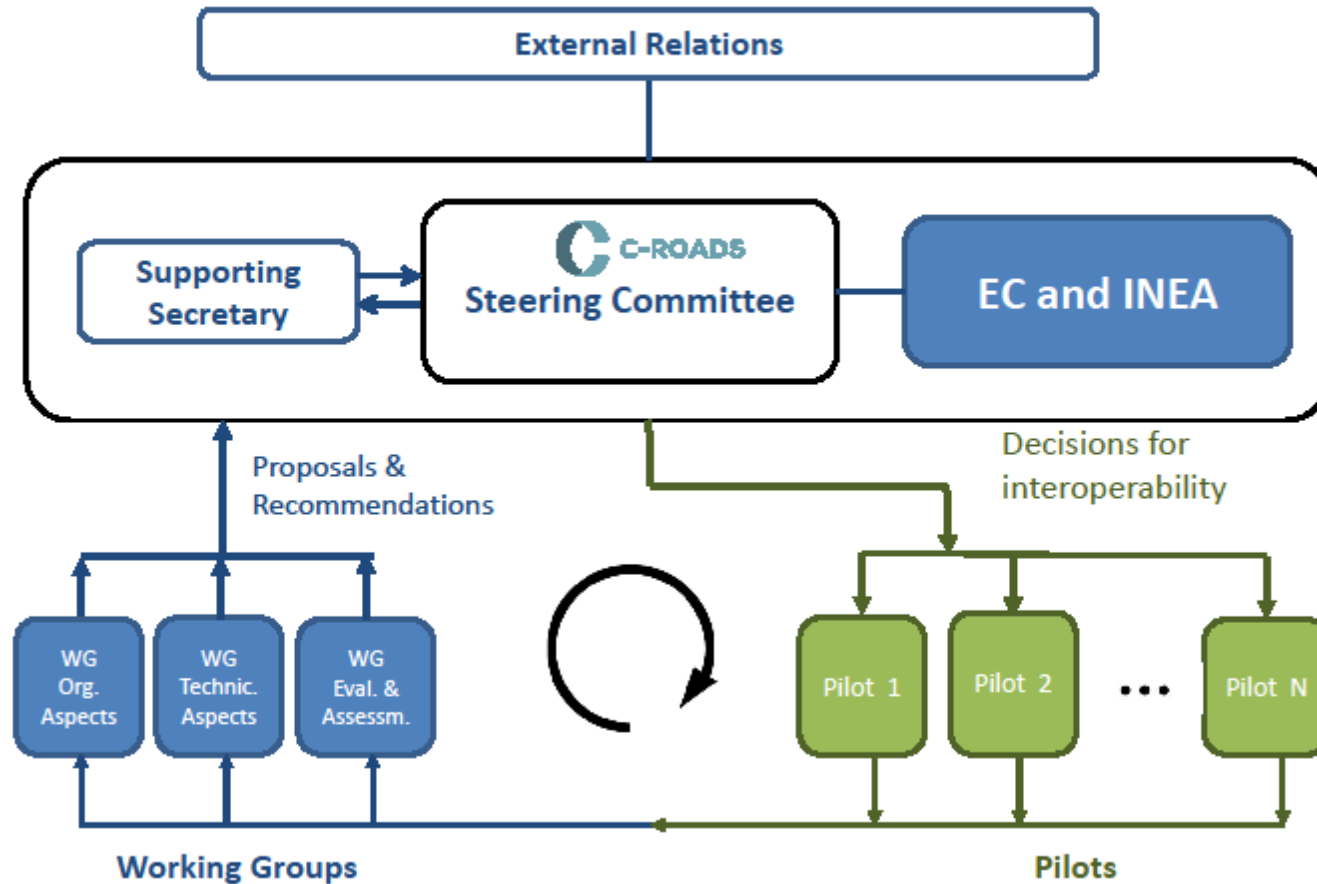 External Relations
Supporting
Secretary
C-ROADS
Steering Committee
EC and INEA
Proposals &
Recommendations
Decisions for
interoperability
WG
Org.
Aspects
WG
Technic.
Aspects
WG
Eval. &
Assessm.
Pilot 1
Pilot 2
...
Pilot N
Working Groups
Pilots